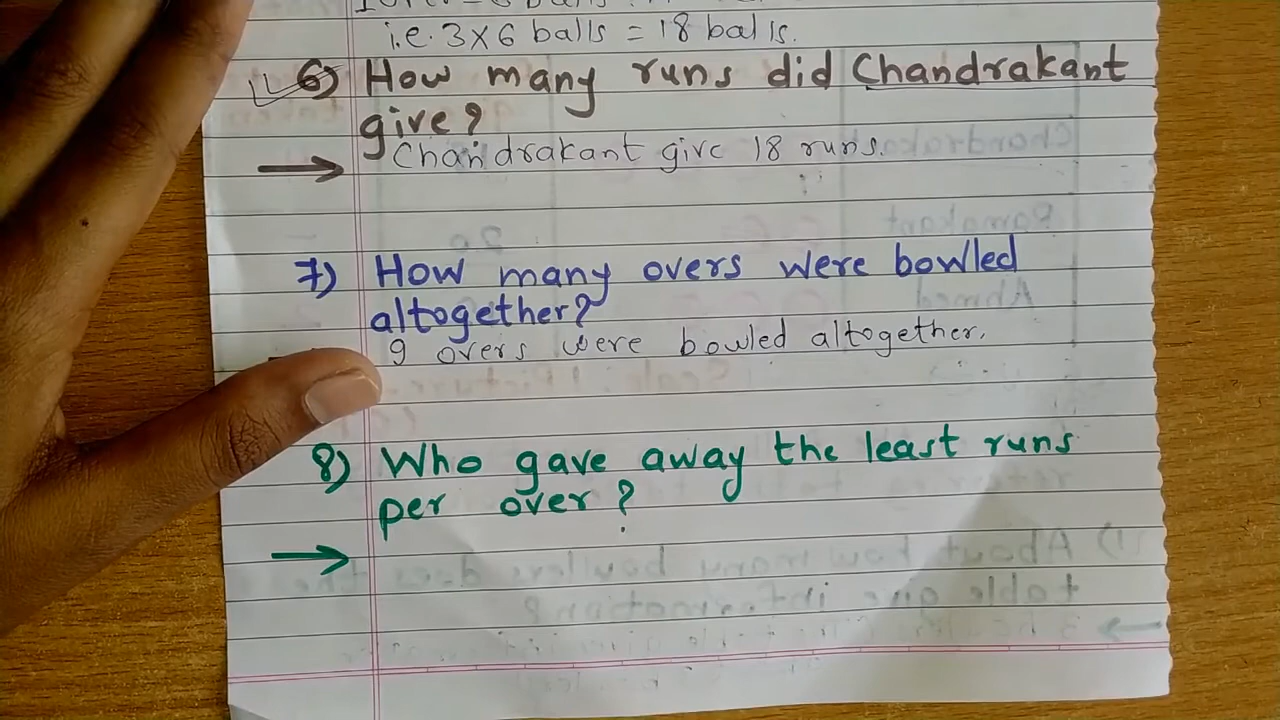 i.e. 3 x 6 balls = 18 balls.
6) How many runs did Chandrakant
give?
Chandrakant give 18 runs.
7) How many overs were bowled
altogether?
9 overs were bowled altogether.
8) Who gave away the least runs
per over?